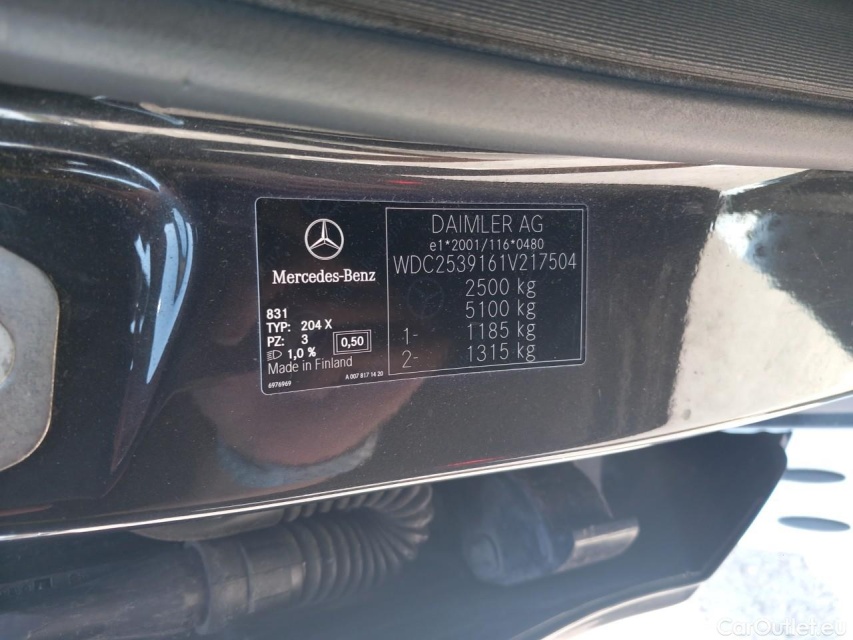 DAIMLER AG
e1*2001/116*0480
WDC2539161V217504
2500 kg
5100 kg
1- 1185 kg
2- 1315 kg
Mercedes-Benz
831
TYP: 204 X
PZ: 3
0,50
1,0 %
Made in Finland
6976969
A 007 817 14 20
CarOutlet.eu